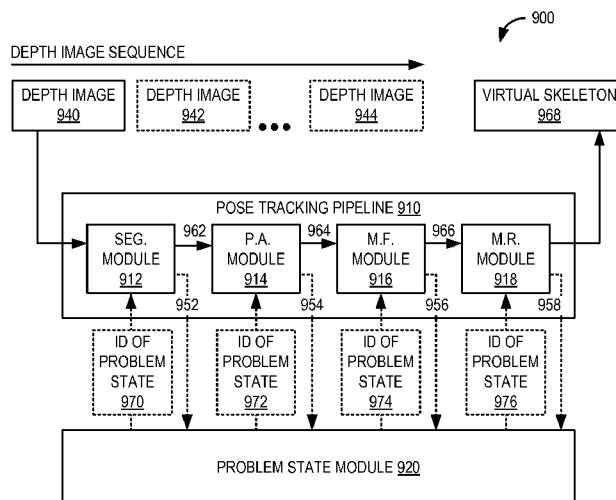 900
DEPTH IMAGE SEQUENCE
DEPTH IMAGE
940
DEPTH IMAGE
942
DEPTH IMAGE
944
VIRTUAL SKELETON
968
POSE TRACKING PIPELINE 910
SEG.
MODULE
912
962
P.A.
MODULE
914
964
M.F.
MODULE
916
966
M.R.
MODULE
918
952
954
956
958
ID OF
PROBLEM
STATE
970
ID OF
PROBLEM
STATE
972
ID OF
PROBLEM
STATE
974
ID OF
PROBLEM
STATE
976
PROBLEM STATE MODULE 920